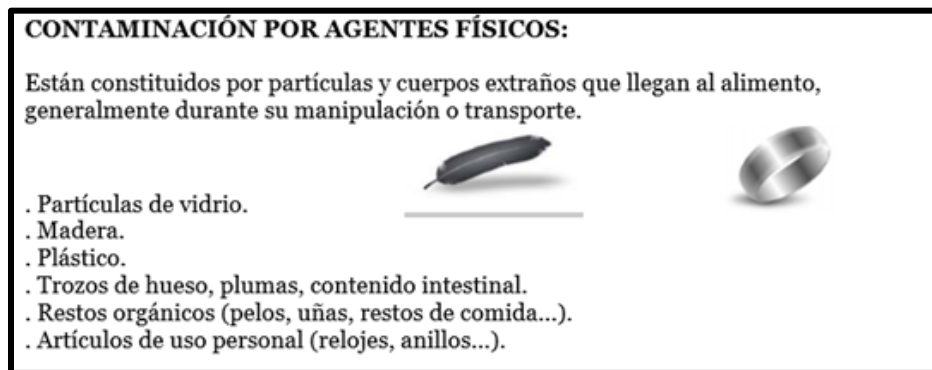 CONTAMINACIÓN POR AGENTES FÍSICOS:
Están constituidos por partículas y cuerpos extraños que llegan al alimento,
generalmente durante su manipulación o transporte.
. Partículas de vidrio.
. Madera.
. Plástico.
. Trozos de hueso, plumas, contenido intestinal.
. Restos orgánicos (pelos, uñas, restos de comida...).
. Artículos de uso personal (relojes, anillos...).